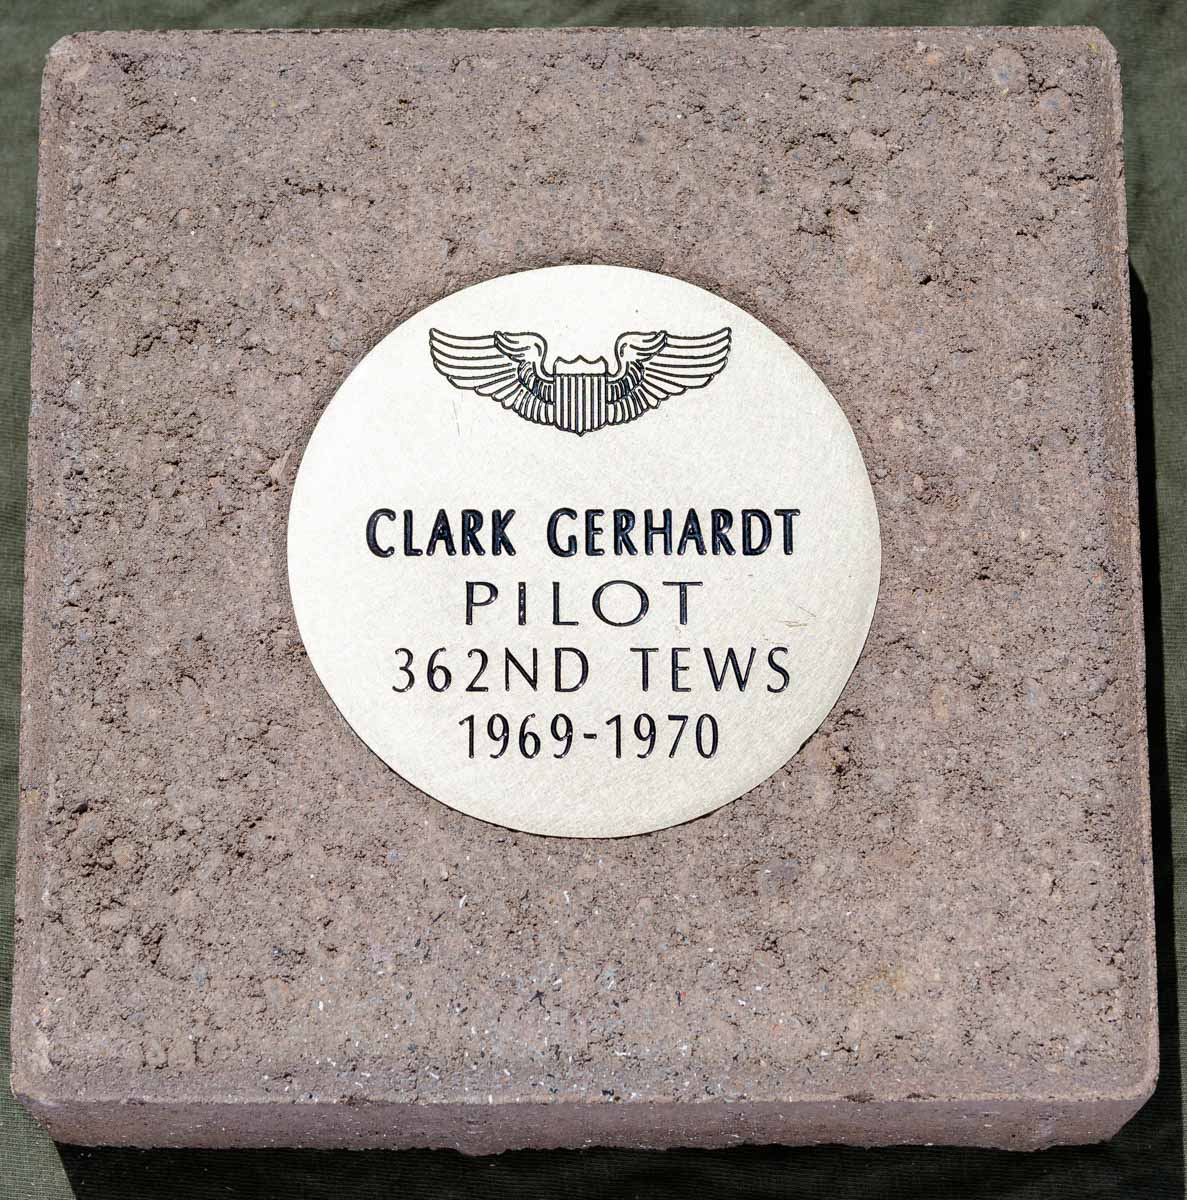 CLARK GERHARDT
PILOT
362ND TEWS
1969-1970